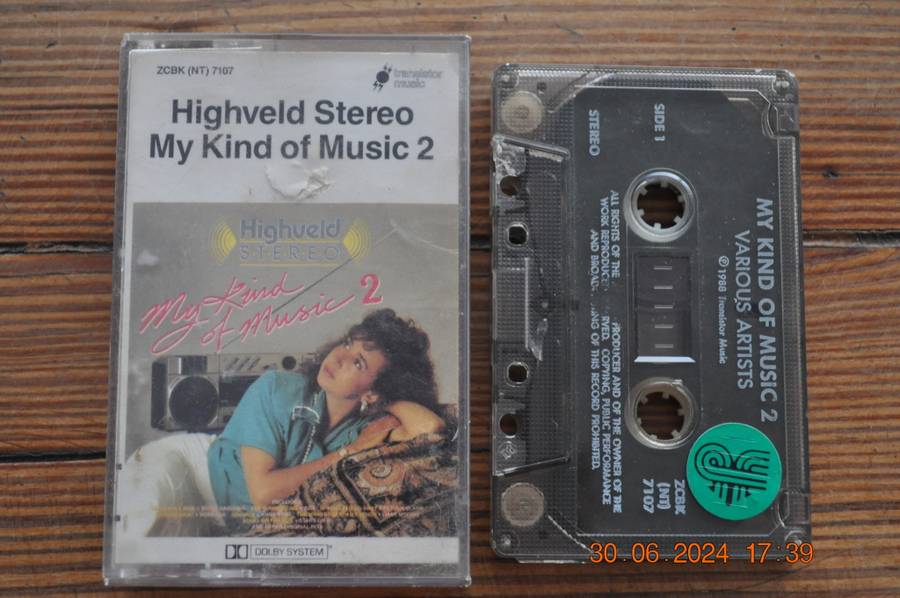 ZCBK (NT) 7107
transistor
music
Highveld Stereo
My Kind of Music 2
Highveld
STEREO
My Kind
of Music 2
DOLBY SYSTEM
SIDE 1
STEREO
MY KIND OF MUSIC 2
VARIOUS ARTISTS
℗1988 Transistor Music
ALL RIGHTS OF THE PRODUCER AND OF THE OWNER OF THE
WORK COPYING, PUBLIC PERFORMANCE
OF THIS RECORD PROHIBITED.
ZCBK
(NT)
7107
30.06.2024 17:39